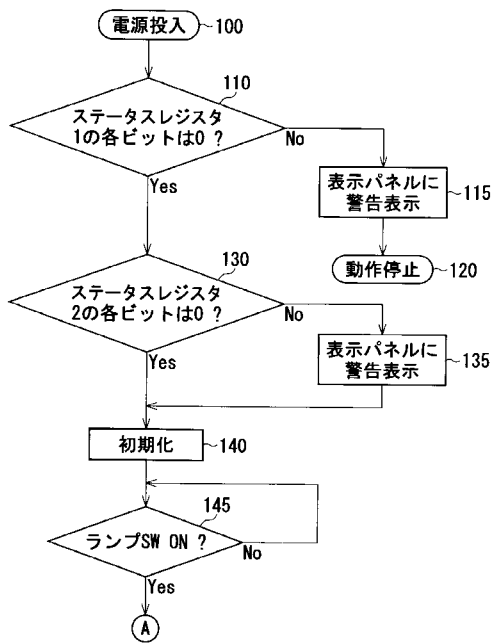 電源投入
100
110
ステータスレジスタ
1の各ビットは0 ?
No
Yes
表示パネルに
警告表示
115
動作停止
120
130
ステータスレジスタ
2の各ビットは0 ?
No
Yes
表示パネルに
警告表示
135
初期化
140
145
ランプSW ON ?
No
Yes
A